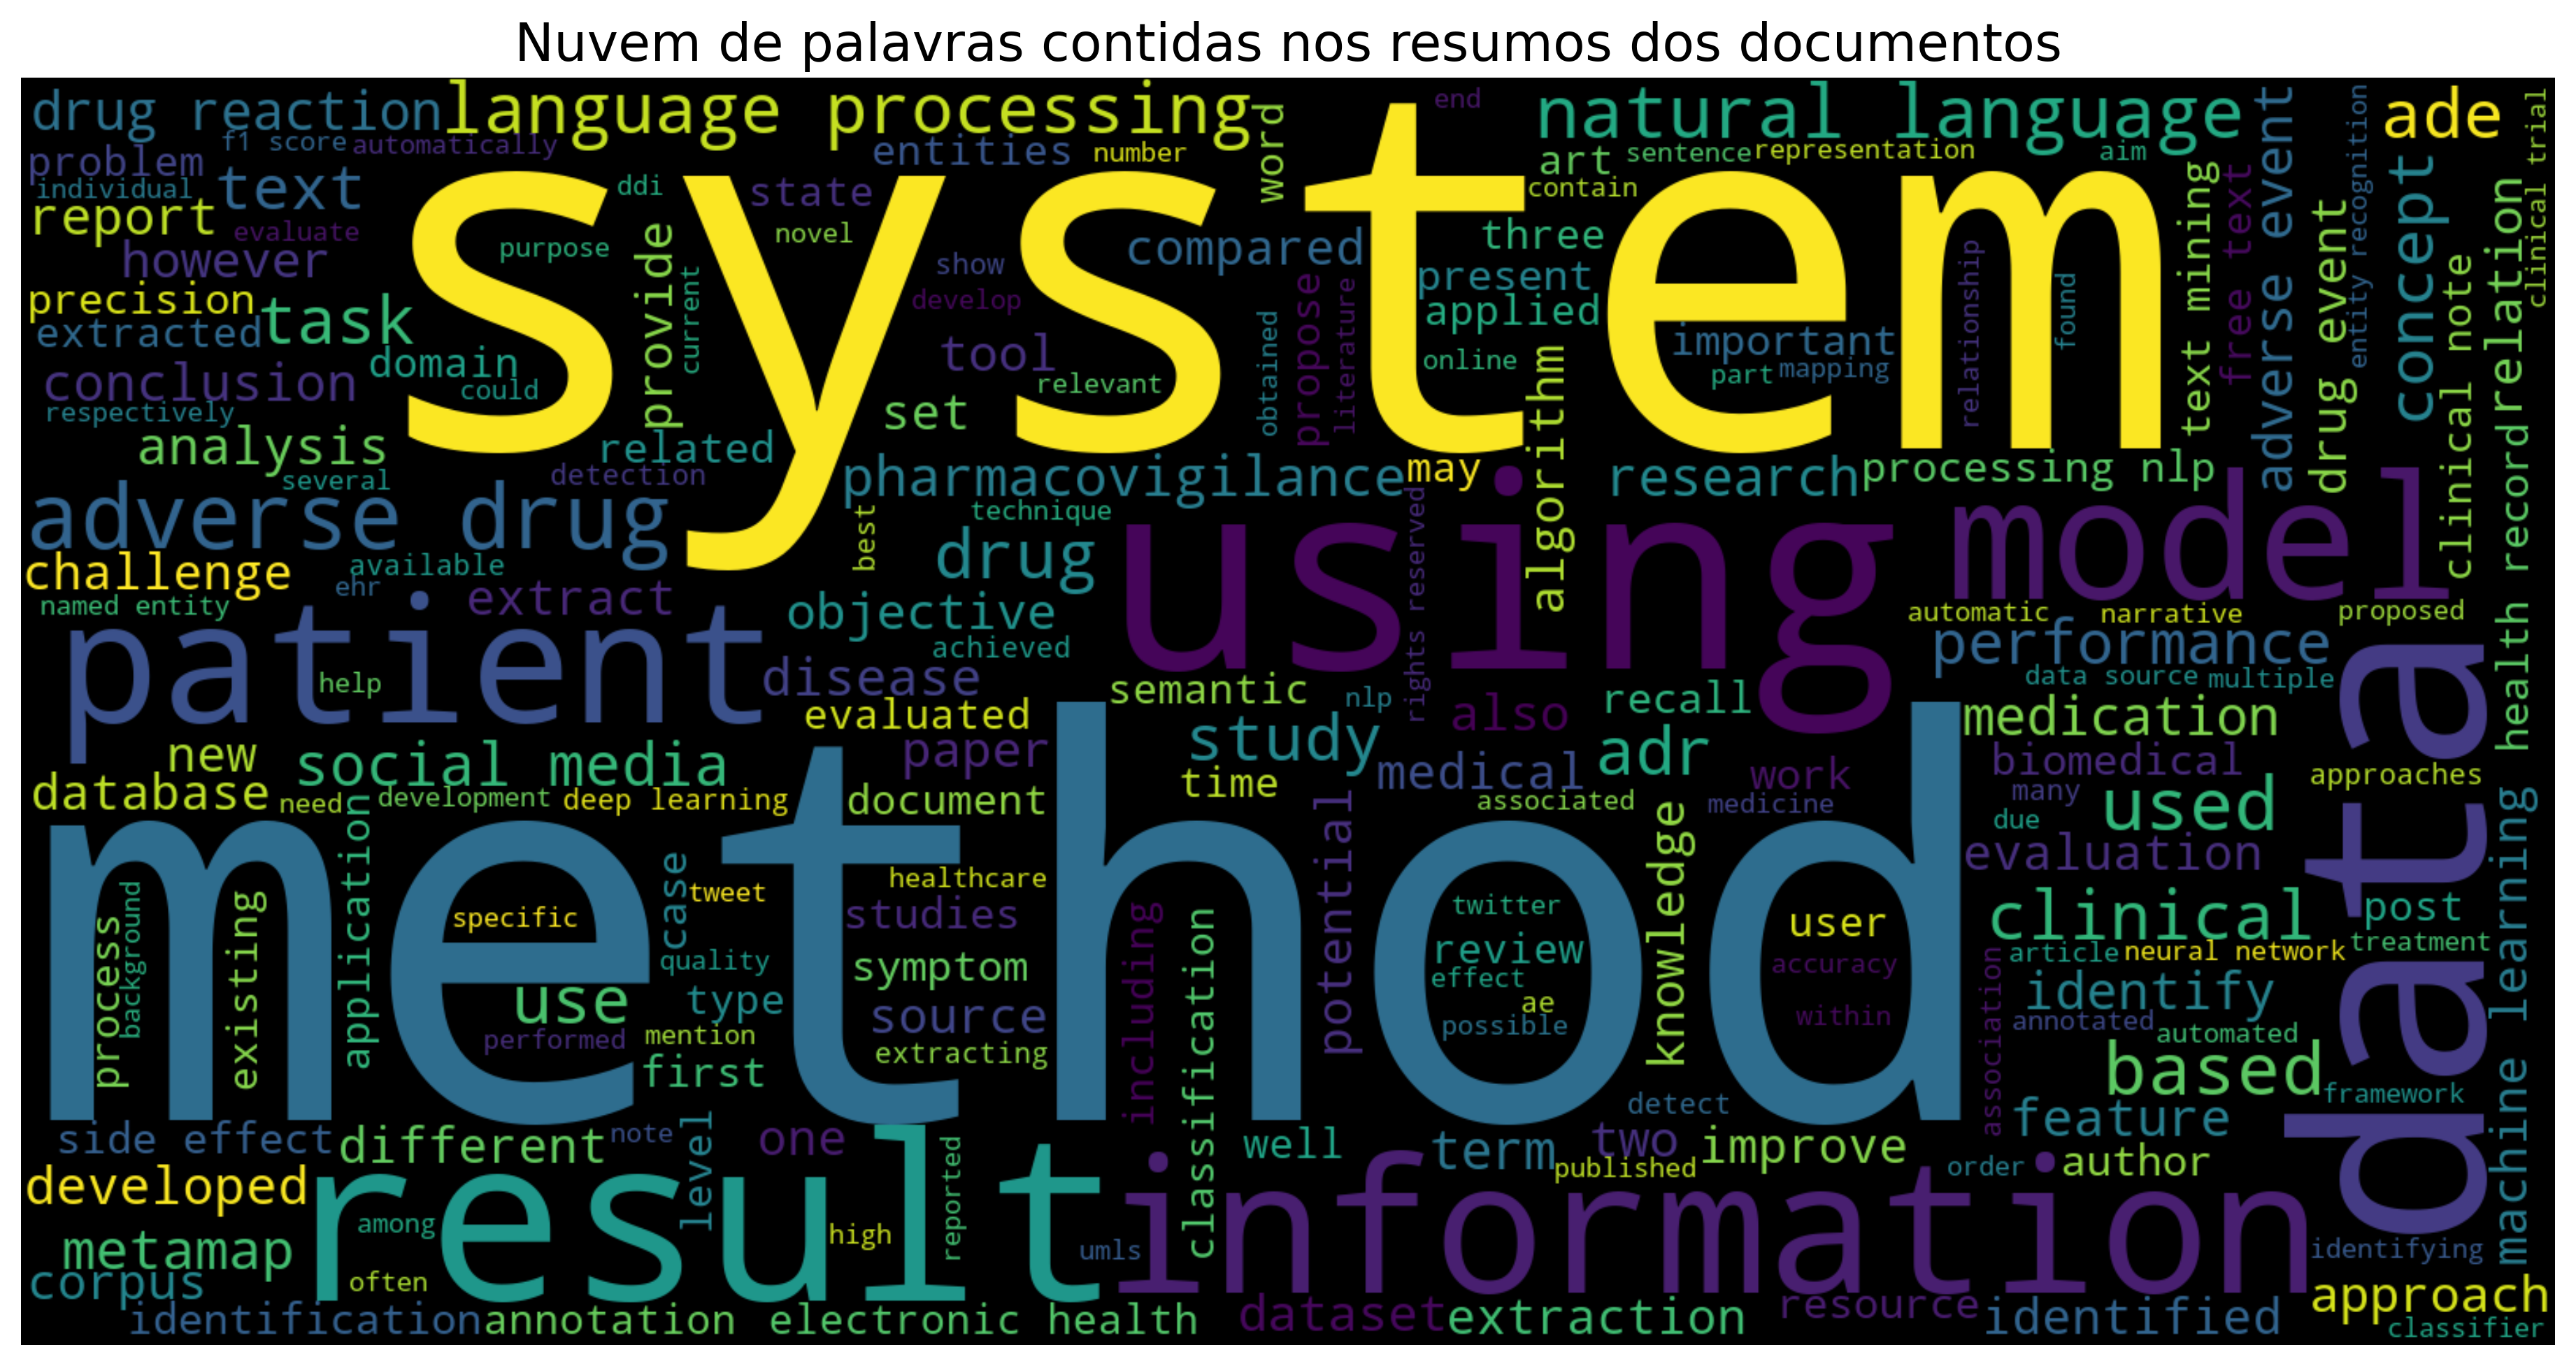 Nuvem de palavras contidas nos resumos dos documentos
drug reaction
language processing
natural language
ade
f1 score
automatically
end
word
problem
entities
number
art
sentence
representation
aim
individual
text
ddi
state
contain
report
evaluate
purpose
novel
however
compared
three
system
precision
provide
current
show
develop
present
extracted
task
applied
important
relationship
found
domain
tool
obtained
propose
literature
online
part
mapping
conclusion
could
relevant
respectively
set
algorithm
text mining
free text
adverse event
drug event
entity recognition
concept
clinical note
relation
clinical trial
health record
analysis
related
several
detection
pharmacovigilance
may
research
processing nlp
adverse drug
best
technique
using
model
challenge
available
drug
rights reserved
ehr
extract
named entity
objective
automatic
narrative
proposed
patient
achieved
performance
help
disease
data source
multiple
semantic
nlp
recall
evaluated
also
medication
new
social media
paper
study
adr
data
time
medical
work
biomedical
approaches
database
need
development
deep learning
document
associated
medicine
many
used
due
method
application
potential
knowledge
evaluation
case
tweet
healthcare
process
background
existing
specific
studies
including
classification
twitter
user
clinical
post
review
article
neural network
treatment
quality
symptom
effect
accuracy
association
identify
use
type
ae
machine learning
performed
mention
source
possible
within
annotated
automated
first
extracting
based
framework
detect
side effect
different
note
level
one
well
term
two
improve
feature
published
order
author
developed
result
reported
information
among
high
umls
metamap
identifying
corpus
often
approach
identification
annotation
electronic health
dataset
extraction
resource
identified
classifier